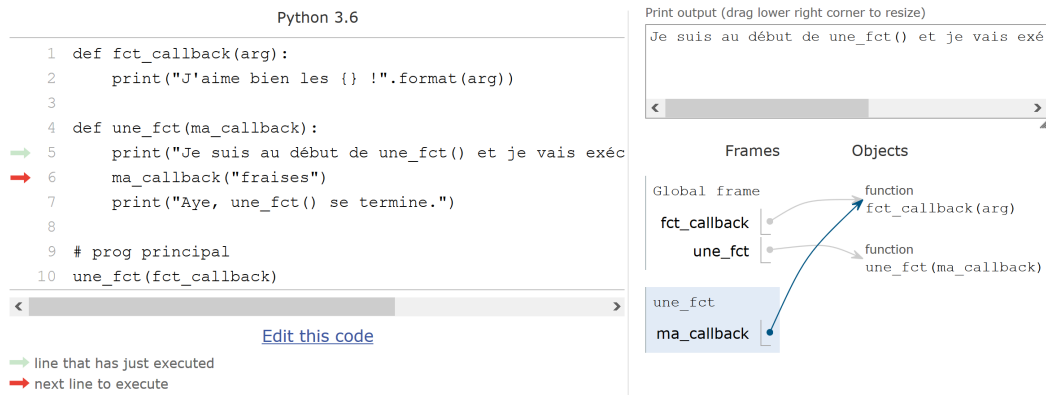 Python 3.6
1 def fct_callback(arg):
2 print("J'aime bien les {} !".format(arg))
3
4 def une_fct(ma_callback):
5 print("Je suis au début de une_fct() et je vais exéc
6 ma_callback("fraises")
7 print("Aye, une_fct() se termine.")
8
9 # prog principal
10 une_fct(fct_callback)
Edit this code
line that has just executed
next line to execute
Print output (drag lower right corner to resize)
Je suis au début de une_fct() et je vais exé
Frames Objects
Global frame
fct_callback
une_fct
function
fct_callback(arg)
function
une_fct(ma_callback)
une_fct
ma_callback